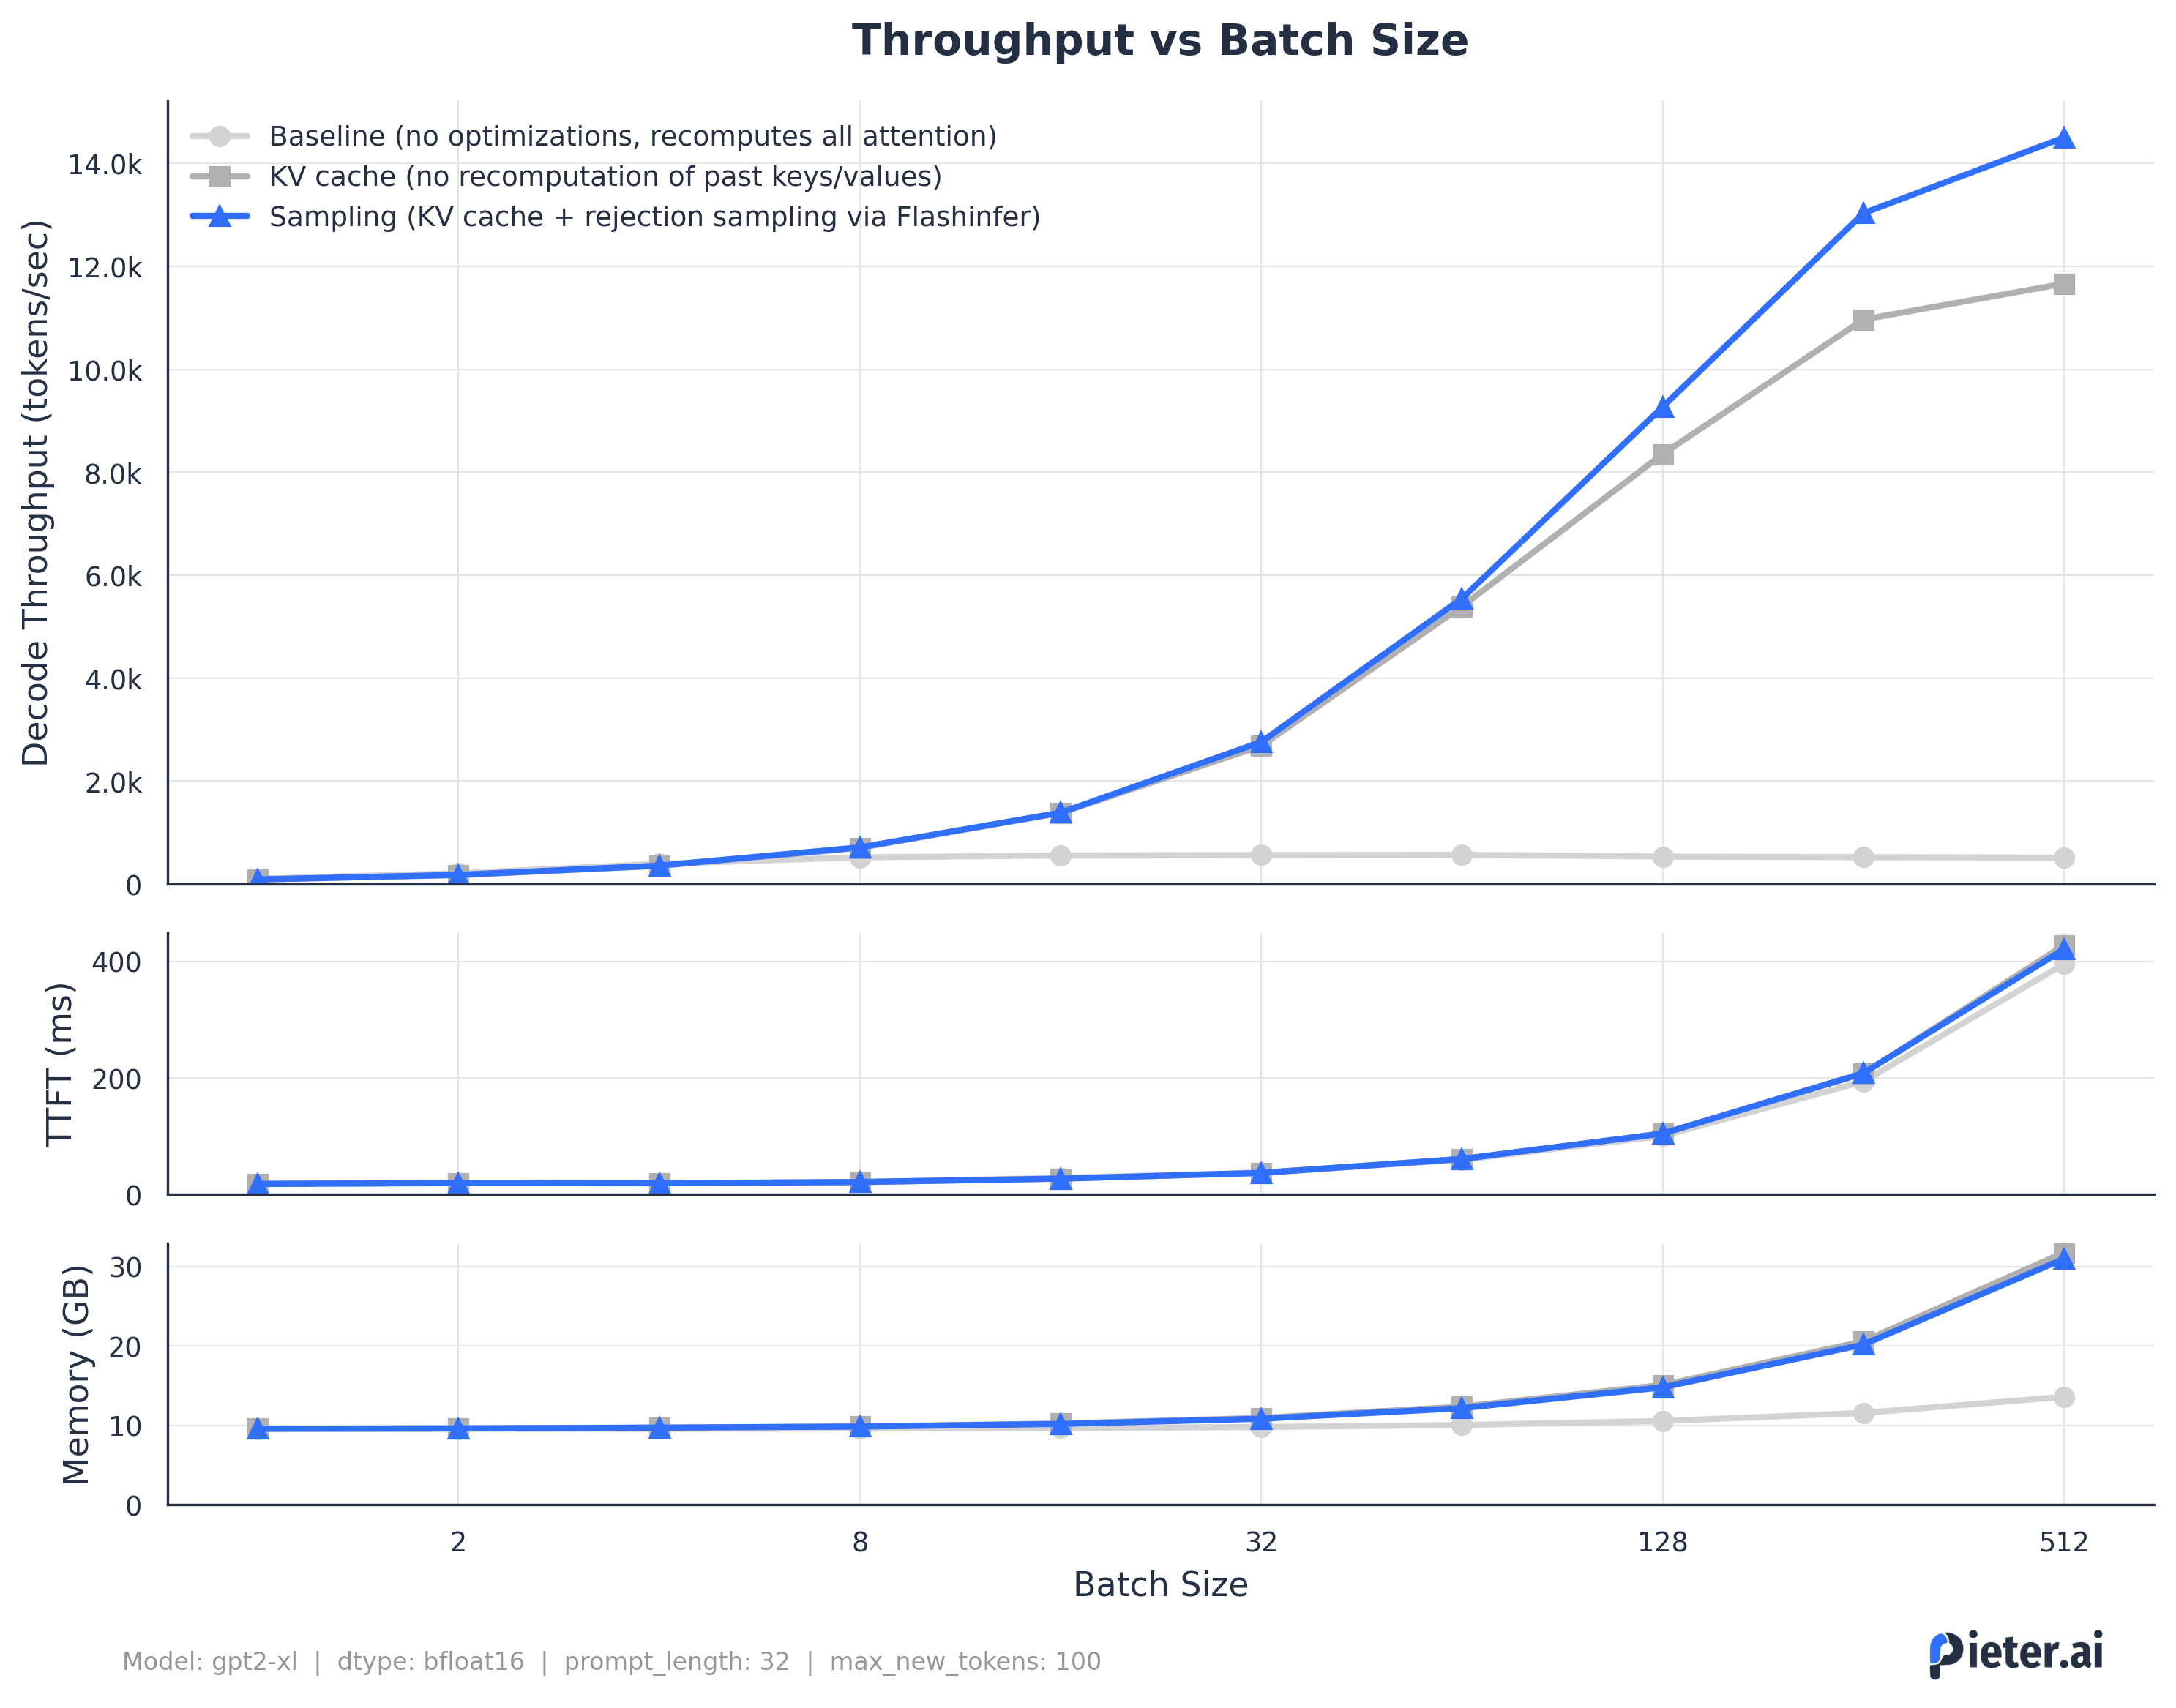 Throughput vs Batch Size
Baseline (no optimizations, recomputes all attention)
KV cache (no recomputation of past keys/values)
Sampling (KV cache + rejection sampling via Flashinfer)
Decode Throughput (tokens/sec)
14.0k
12.0k
10.0k
8.0k
6.0k
4.0k
2.0k
0
TTFT (ms)
400
200
0
Memory (GB)
30
20
10
0
2 8 32 128 512
Batch Size
Model: gpt2-xl | dtype: bfloat16 | prompt_length: 32 | max_new_tokens: 100
Pieter.ai